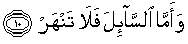 وَأَمَّا ٱلسَّآئِلَ فَلَا تَنْهَرْ ١٠